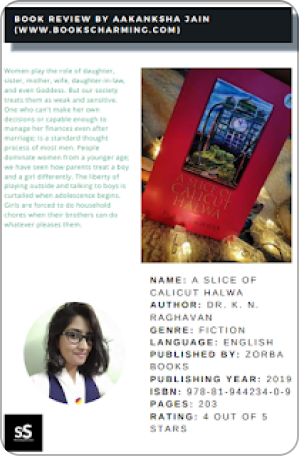 BOOK REVIEW BY AAKANKSHA JAIN
(WWW.BOOKSCHARMING.COM)
Women play the role of daughter,
sister, mother, wife, daughter-in-law,
and even Goddess. But our society
treats them as weak and sensitive.
One who can't make her own
decisions or capable enough to
manage her finances even after
marriage; is a standard thought
process of most men. People
dominate women from a younger age;
we have seen how parents treat a boy
and a girl differently. The liberty of
playing outside and talking to boys is
curtailed when adolescence begins.
Girls are forced to do household
chores when their brothers can do
whatever pleases them.
A SLICE OF
CALICUT
HALWA
NAME: A SLICE OF
CALICUT HALWA
AUTHOR: DR. K. N.
RAGHAVAN
GENRE: FICTION
LANGUAGE: ENGLISH
PUBLISHED BY: ZORBA
BOOKS
PUBLISHING YEAR: 2019
ISBN: 978-81-944234-0-9
PAGES: 203
RATING: 4 OUT OF 5
STARS
SS